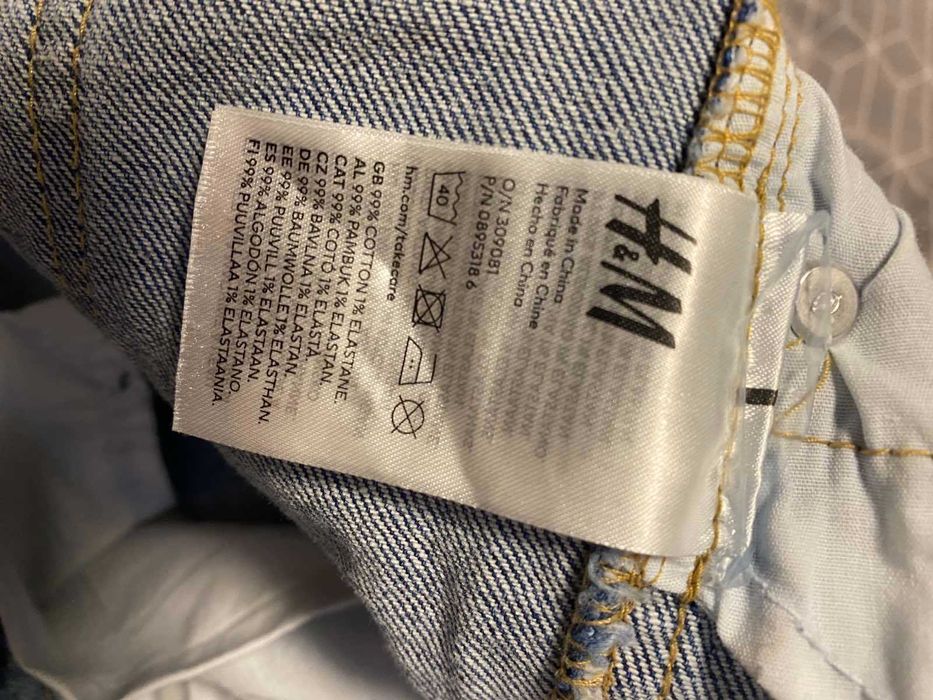 H&M
Made in China
Fabriqué en Chine
Hecho en China
O/N 309081
P/N 0895318 6
40
hm.com/takecare
GB 99% COTTON 1% ELASTANE.
AL 99% PAMBUK 1% ELASTAN.
CAT 99% COTÓ 1% ELASTÀ.
CZ 99% BAVLNA 1% ELASTAN.
DE 99% BAUMWOLLE 1% ELASTHAN.
EE 99% PUUVILL 1% ELASTAAN.
ES 99% ALGODÓN 1% ELASTANO.
FI 99% PUUVILLAA 1% ELASTAANIA.